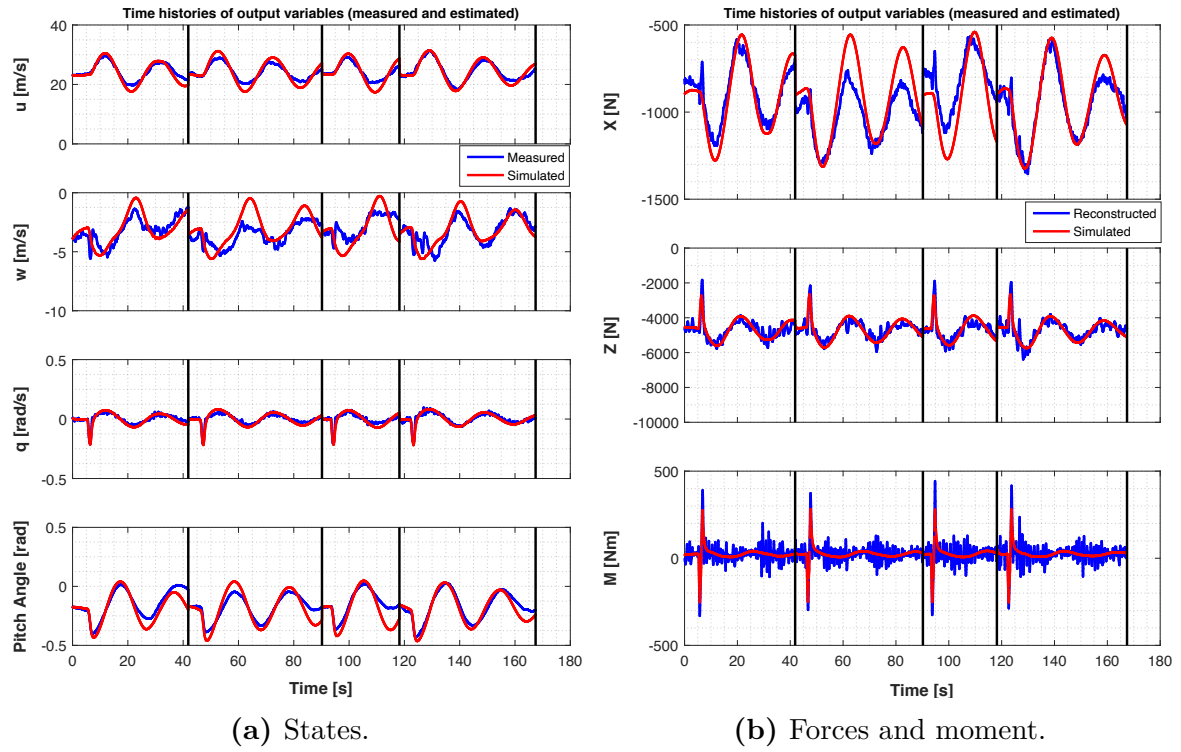 Time histories of output variables (measured and estimated)
40
20
0
u [m/s]
Measured
Simulated
0
-5
-10
w [m/s]
0.5
0
-0.5
q [rad/s]
0.5
0
-0.5
Pitch Angle [rad]
0 20 40 60 80 100 120 140 160 180
Time [s]
(a) States.
Time histories of output variables (measured and estimated)
-500
-1000
-1500
X [N]
Reconstructed
Simulated
0
-2000
-4000
-6000
-8000
-10000
Z [N]
500
0
-500
M [Nm]
0 20 40 60 80 100 120 140 160 180
Time [s]
(b) Forces and moment.